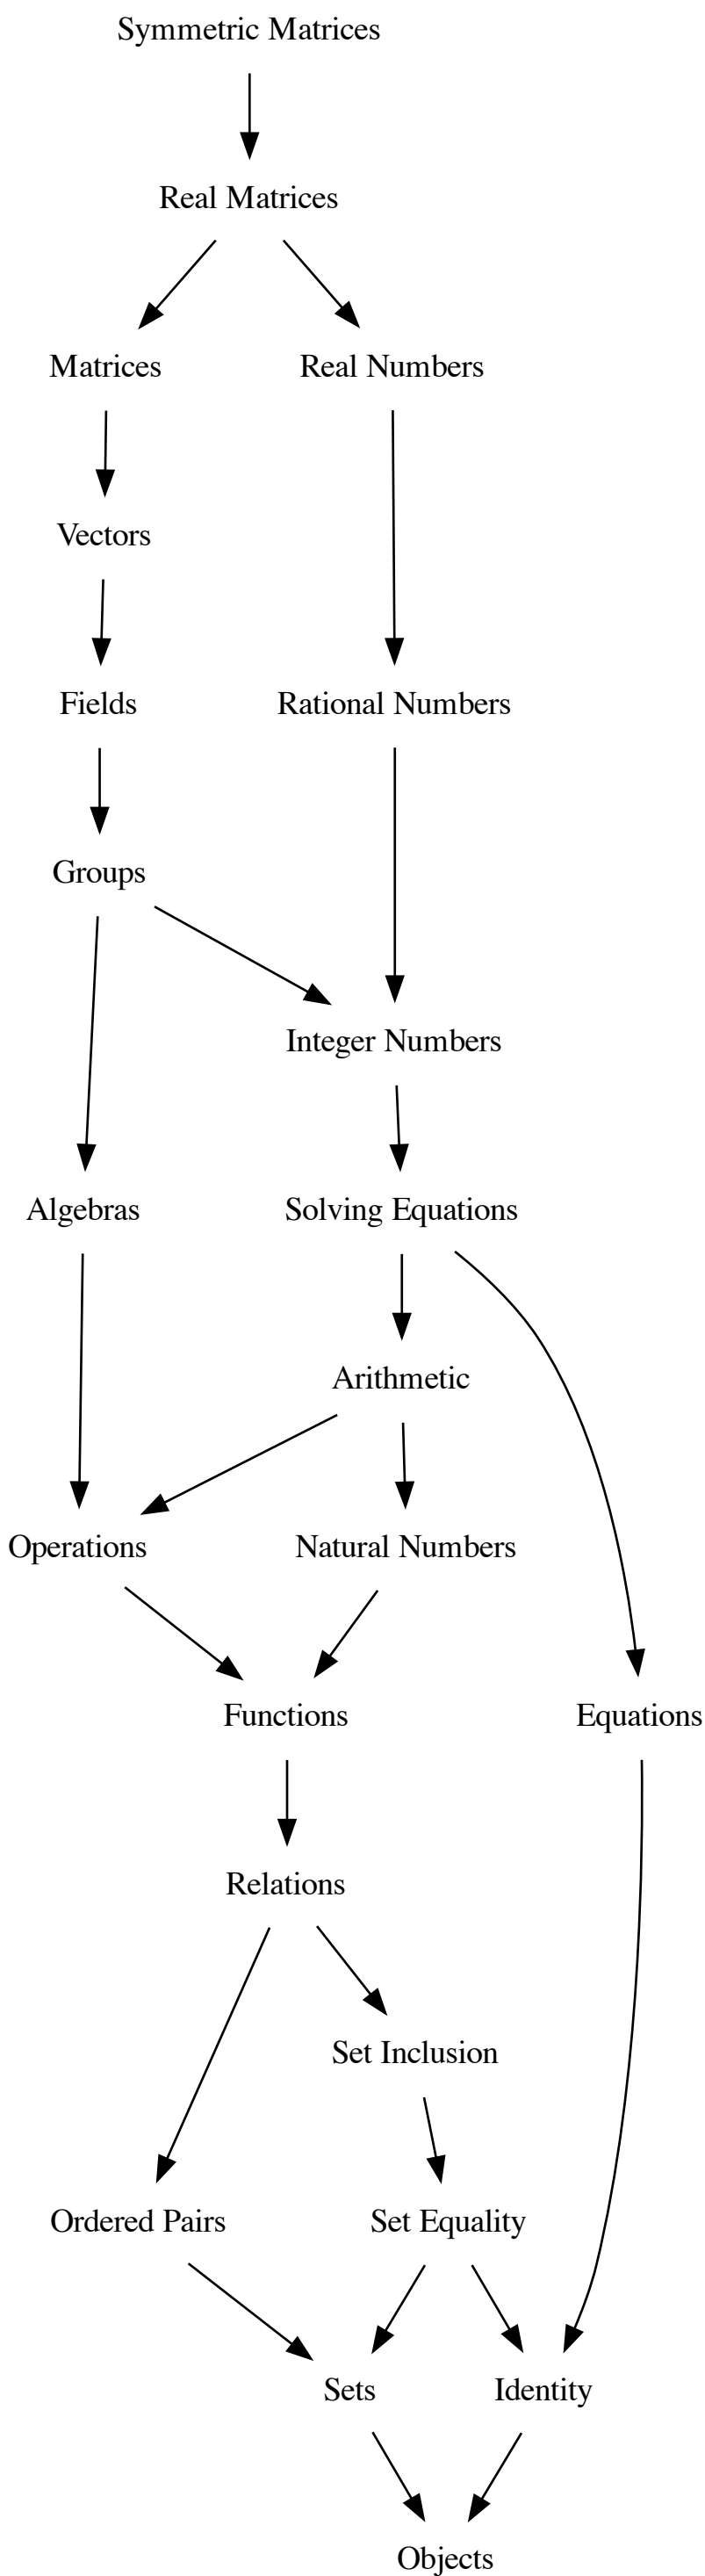 Symmetric Matrices
Real Matrices
Matrices
Real Numbers
Vectors
Fields
Rational Numbers
Groups
Integer Numbers
Algebras
Solving Equations
Arithmetic
Operations
Natural Numbers
Functions
Equations
Relations
Set Inclusion
Ordered Pairs
Set Equality
Sets
Identity
Objects